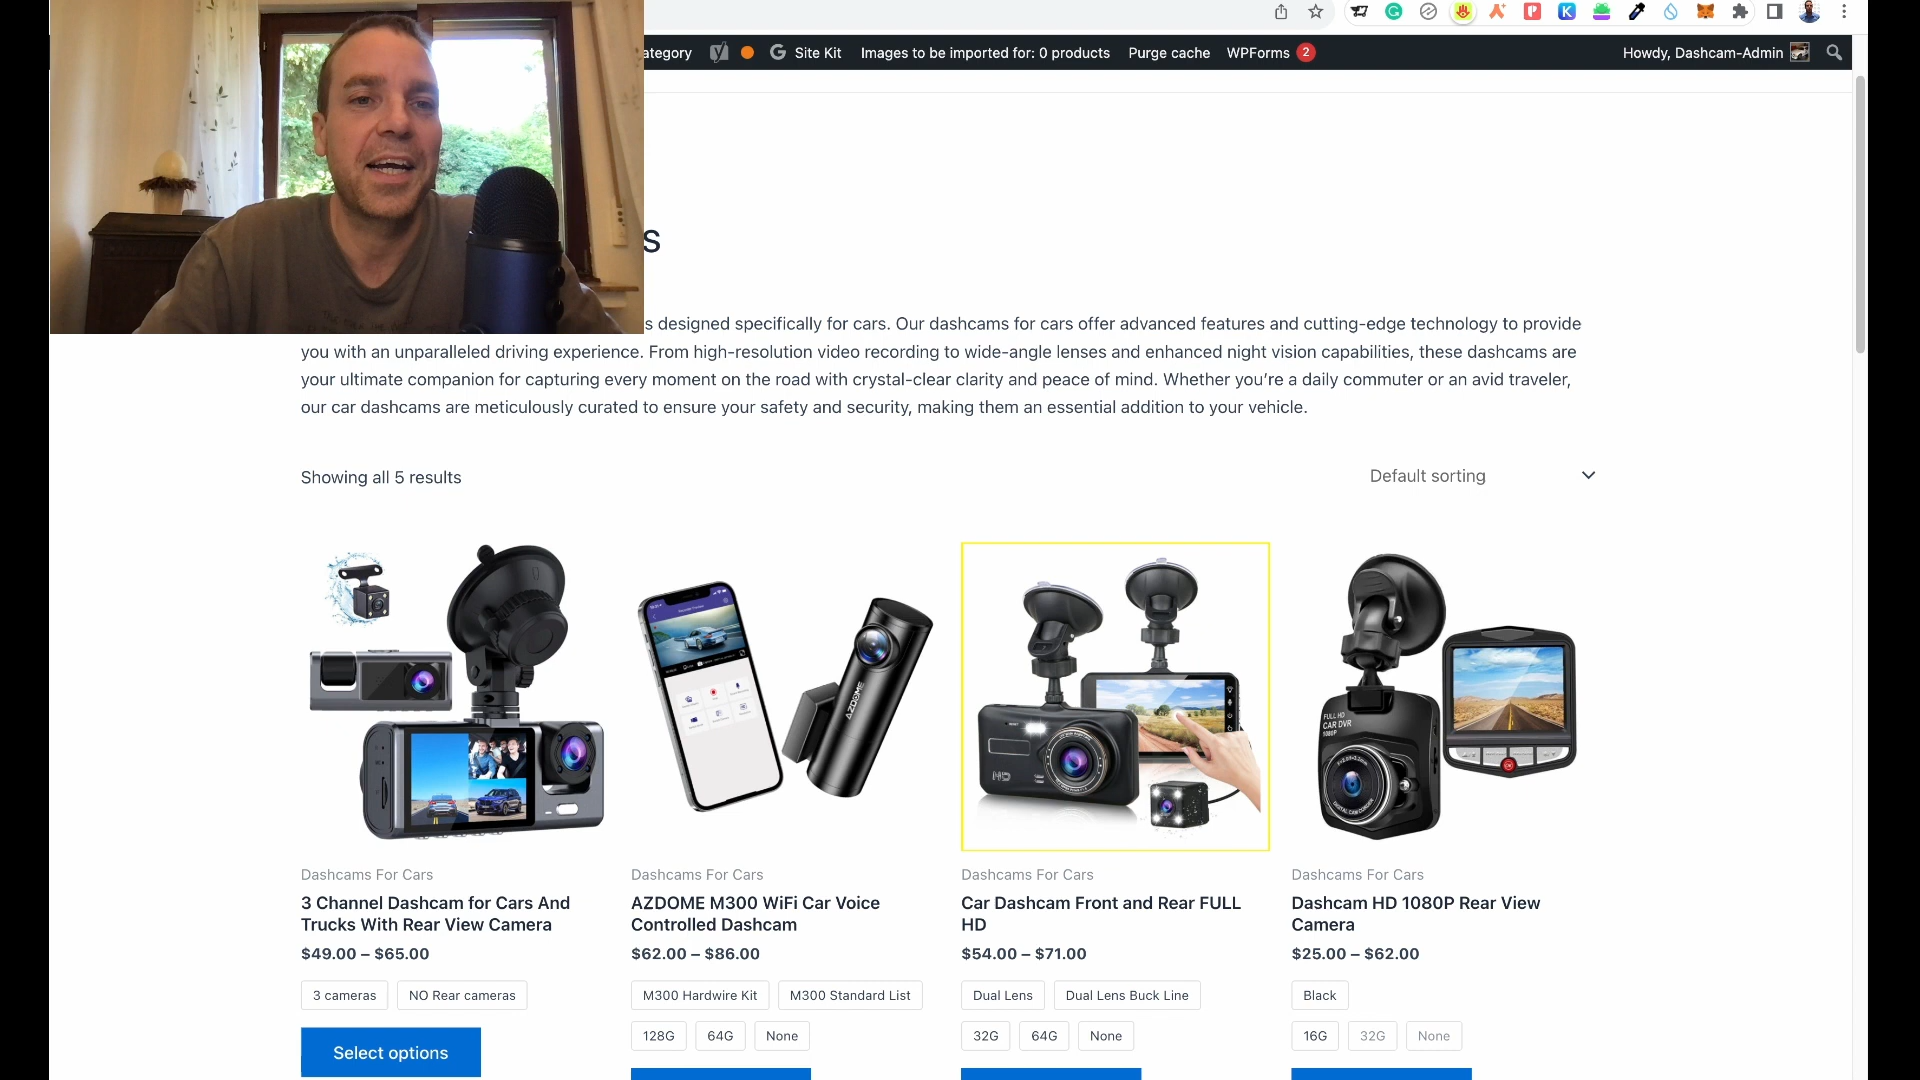 ategory
Site Kit
Images to be imported for: 0 products
Purge cache
WPForms 2
Howdy, Dashcam-Admin
s
s designed specifically for cars. Our dashcams for cars offer advanced features and cutting-edge technology to provide
you with an unparalleled driving experience. From high-resolution video recording to wide-angle lenses and enhanced night vision capabilities, these dashcams are
your ultimate companion for capturing every moment on the road with crystal-clear clarity and peace of mind. Whether you’re a daily commuter or an avid traveler,
our car dashcams are meticulously curated to ensure your safety and security, making them an essential addition to your vehicle.
Showing all 5 results
Default sorting
AZDOME
HD
FULL HD
CAR DVR
1080P
Dashcams For Cars
3 Channel Dashcam for Cars And
Trucks With Rear View Camera
$49.00 – $65.00
3 cameras
NO Rear cameras
Select options
Dashcams For Cars
AZDOME M300 WiFi Car Voice
Controlled Dashcam
$62.00 – $86.00
M300 Hardwire Kit
M300 Standard List
128G
64G
None
Dashcams For Cars
Car Dashcam Front and Rear FULL
HD
$54.00 – $71.00
Dual Lens
Dual Lens Buck Line
32G
64G
None
Dashcams For Cars
Dashcam HD 1080P Rear View
Camera
$25.00 – $62.00
Black
16G
32G
None